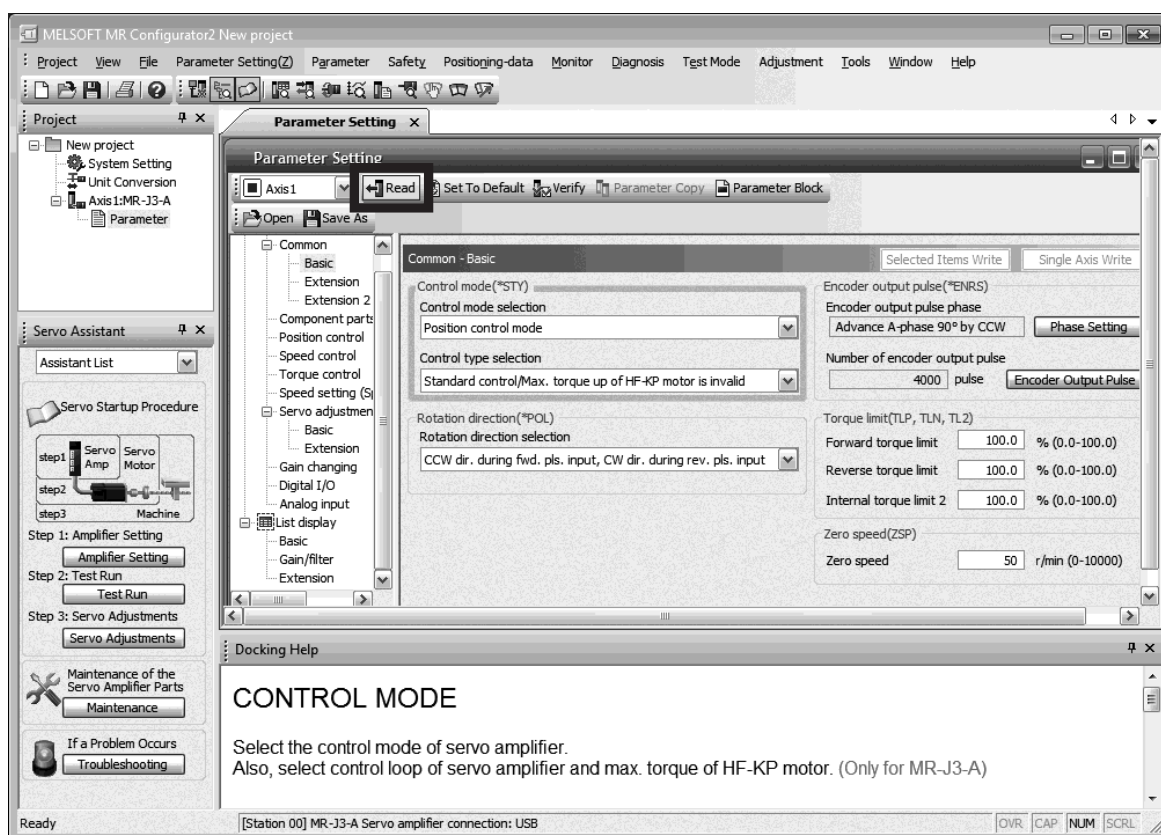 MELSOFT MR Configurator2 New project
Project View File Parameter Setting(Z) Parameter Safety Positioning-data Monitor Diagnosis Test Mode Adjustment Tools Window Help
Project
New project
System Setting
Unit Conversion
Axis1:MR-J3-A
Parameter
Servo Assistant
Assistant List
Servo Startup Procedure
step1 Servo Amp Servo Motor
step2
step3 Machine
Step 1: Amplifier Setting
Amplifier Setting
Step 2: Test Run
Test Run
Step 3: Servo Adjustments
Servo Adjustments
Maintenance of the
Servo Amplifier Parts
Maintenance
If a Problem Occurs
Troubleshooting
Parameter Setting
Parameter Setting
Axis1 Read Set To Default Verify Parameter Copy Parameter Block
Open Save As
Common
Basic
Extension
Extension 2
Component parts
Position control
Speed control
Torque control
Speed setting (Sp
Servo adjustmen
Basic
Extension
Gain changing
Digital I/O
Analog input
List display
Basic
Gain/filter
Extension
Common - Basic Selected Items Write Single Axis Write
Control mode(*STY)
Control mode selection
Position control mode
Control type selection
Standard control/Max. torque up of HF-KP motor is invalid
Rotation direction(*POL)
Rotation direction selection
CCW dir. during fwd. pls. input, CW dir. during rev. pls. input
Encoder output pulse(*ENRS)
Encoder output pulse phase
Advance A-phase 90° by CCW Phase Setting
Number of encoder output pulse
4000 pulse Encoder Output Pulse
Torque limit(TLP, TLN, TL2)
Forward torque limit 100.0 % (0.0-100.0)
Reverse torque limit 100.0 % (0.0-100.0)
Internal torque limit 2 100.0 % (0.0-100.0)
Zero speed(ZSP)
Zero speed 50 r/min (0-10000)
Docking Help
CONTROL MODE
Select the control mode of servo amplifier.
Also, select control loop of servo amplifier and max. torque of HF-KP motor. (Only for MR-J3-A)
Ready [Station 00] MR-J3-A Servo amplifier connection: USB OVR CAP NUM SCRL